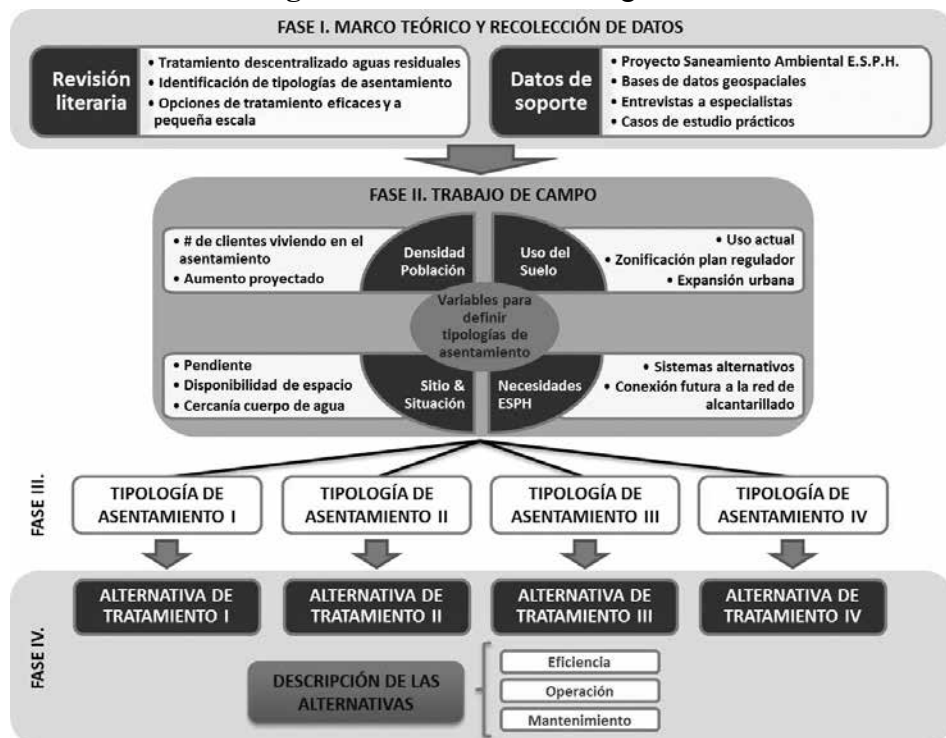 FASE I. MARCO TEÓRICO Y RECOLECCIÓN DE DATOS
Revisión
literaria
• Tratamiento descentralizado aguas residuales
• Identificación de tipologías de asentamiento
• Opciones de tratamiento eficaces y a
pequeña escala
Datos de
soporte
• Proyecto Saneamiento Ambiental E.S.P.H.
• Bases de datos geospaciales
• Entrevistas a especialistas
• Casos de estudio prácticos
FASE II. TRABAJO DE CAMPO
• # de clientes viviendo en el
asentamiento
• Aumento proyectado
Densidad
Población
Uso del
Suelo
• Uso actual
• Zonificación plan regulador
• Expansión urbana
Variables para
definir
tipologías de
asentamiento
• Pendiente
• Disponibilidad de espacio
• Cercanía cuerpo de agua
Sitio &
Situación
Necesidades
ESPH
• Sistemas alternativos
• Conexión futura a la red de
alcantarillado
FASE III.
TIPOLOGÍA DE
ASENTAMIENTO I
TIPOLOGÍA DE
ASENTAMIENTO II
TIPOLOGÍA DE
ASENTAMIENTO III
TIPOLOGÍA DE
ASENTAMIENTO IV
FASE IV.
ALTERNATIVA DE
TRATAMIENTO I
ALTERNATIVA DE
TRATAMIENTO II
ALTERNATIVA DE
TRATAMIENTO III
ALTERNATIVA DE
TRATAMIENTO IV
DESCRIPCIÓN DE LAS
ALTERNATIVAS
Eficiencia
Operación
Mantenimiento